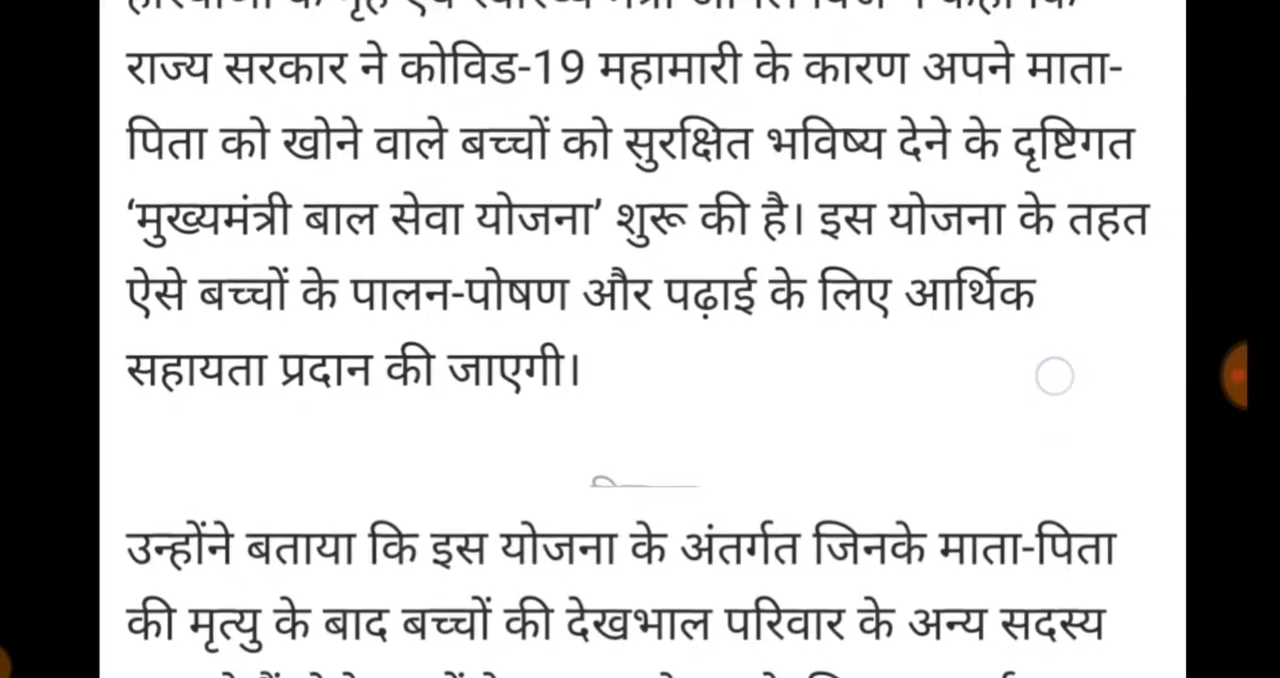 राज्य सरकार ने कोविड-19 महामारी के कारण अपने माता-
पिता को खोने वाले बच्चों को सुरक्षित भविष्य देने के दृष्टिगत
‘मुख्यमंत्री बाल सेवा योजना’ शुरू की है। इस योजना के तहत
ऐसे बच्चों के पालन-पोषण और पढ़ाई के लिए आर्थिक
सहायता प्रदान की जाएगी।
उन्होंने बताया कि इस योजना के अंतर्गत जिनके माता-पिता
की मृत्यु के बाद बच्चों की देखभाल परिवार के अन्य सदस्य